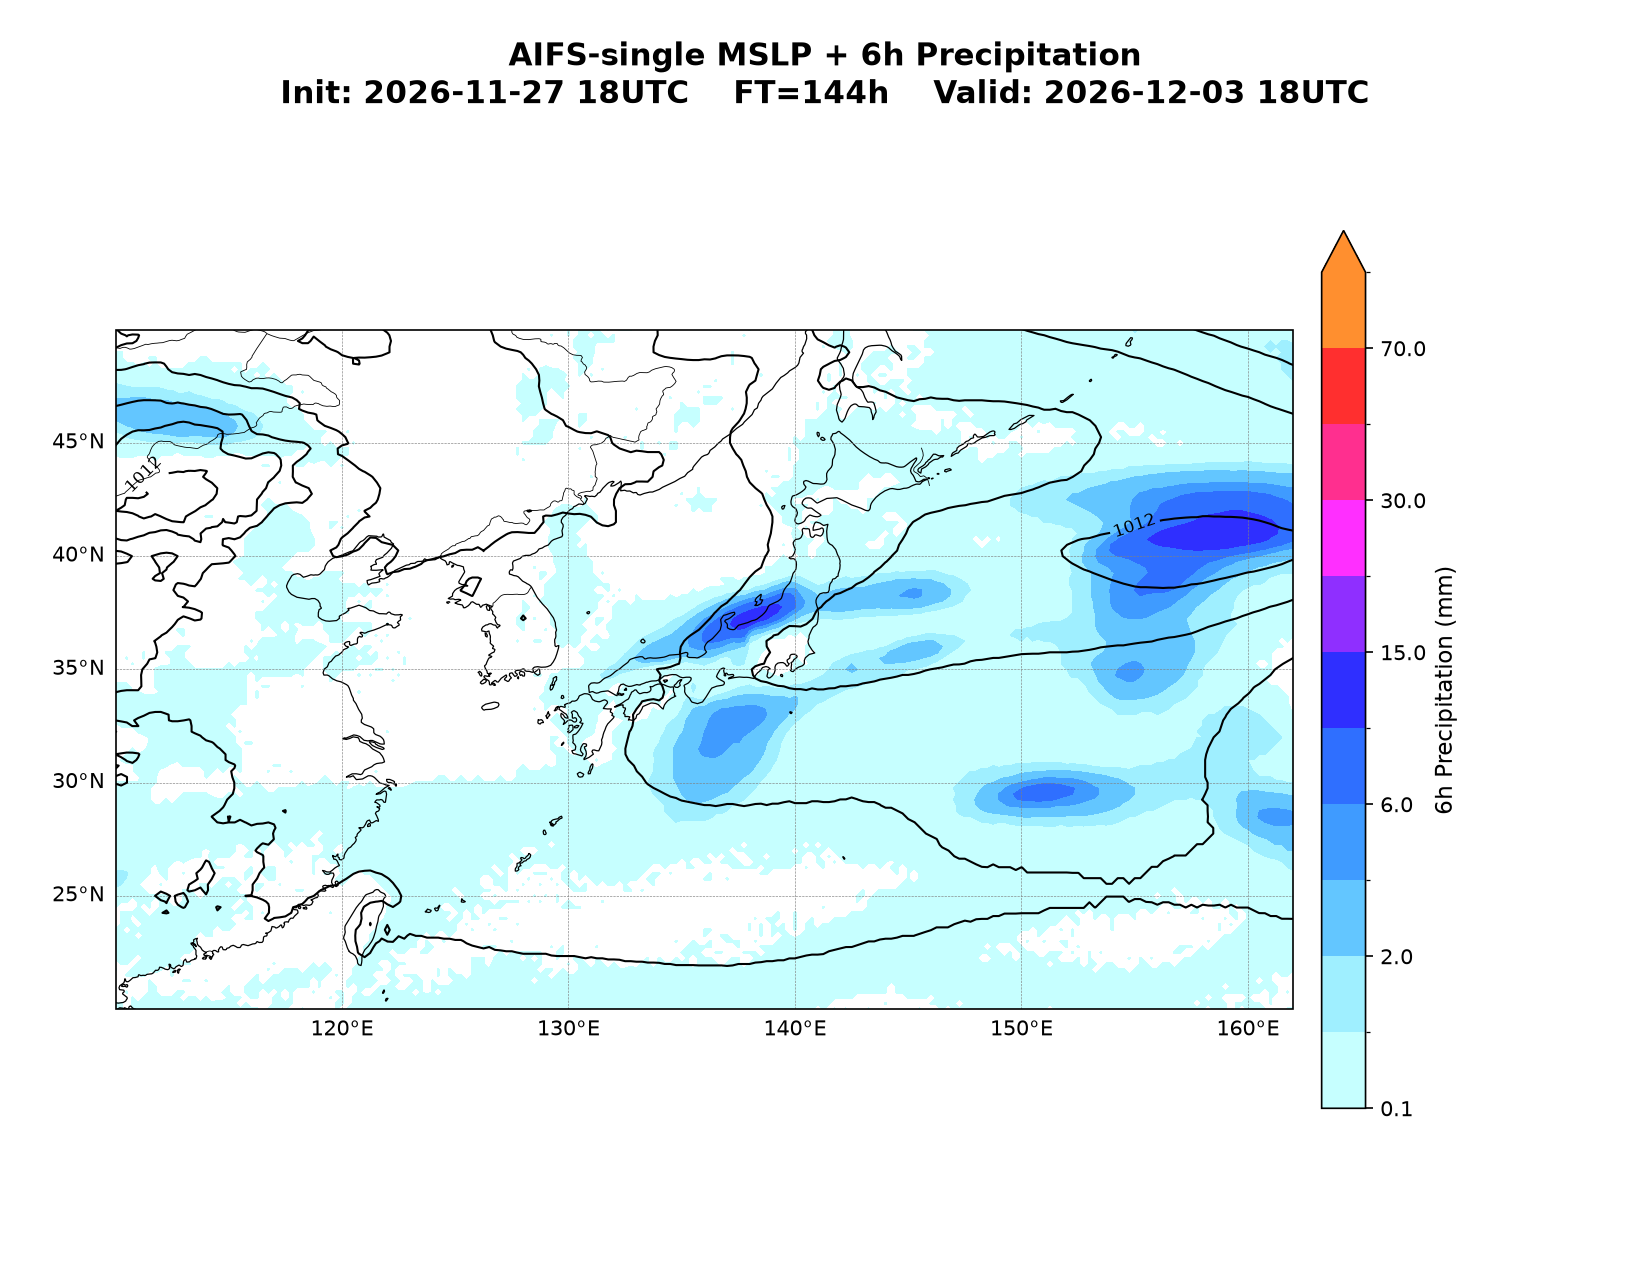 AIFS-single MSLP + 6h Precipitation
Init: 2026-11-27 18UTC    FT=144h    Valid: 2026-12-03 18UTC
70.0
45°N
1012
30.0
1012
40°N
6h Precipitation (mm)
15.0
35°N
30°N
6.0
25°N
2.0
120°E 130°E 140°E 150°E 160°E
0.1